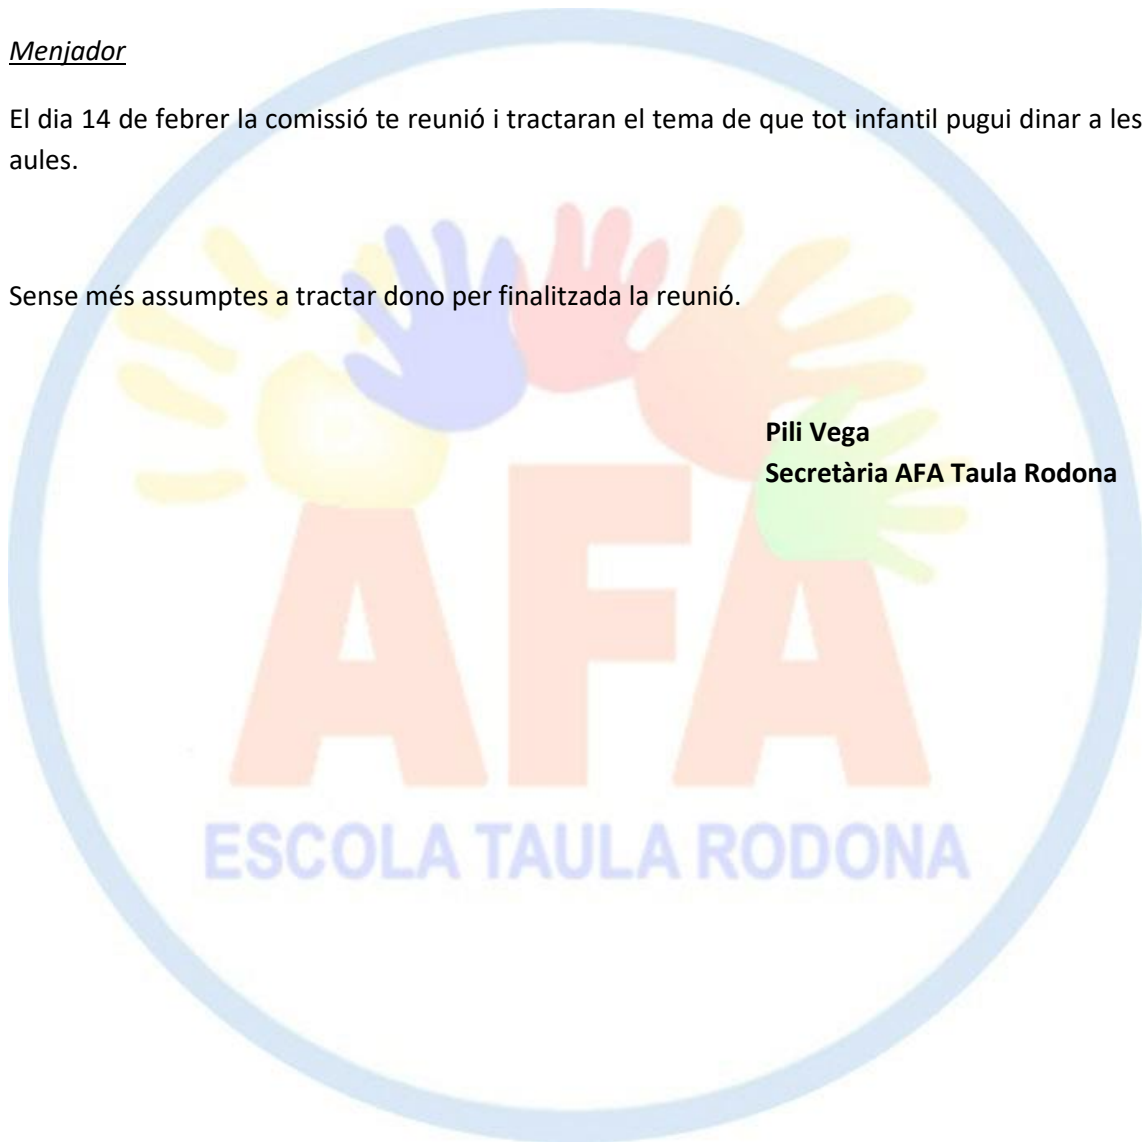 Menjador
El dia 14 de febrer la comissió te reunió i tractaran el tema de que tot infantil pugui dinar a les
aules.
Sense més assumptes a tractar dono per finalitzada la reunió.
Pili Vega
Secretària AFA Taula Rodona
AFA
ESCOLA TAULA RODONA